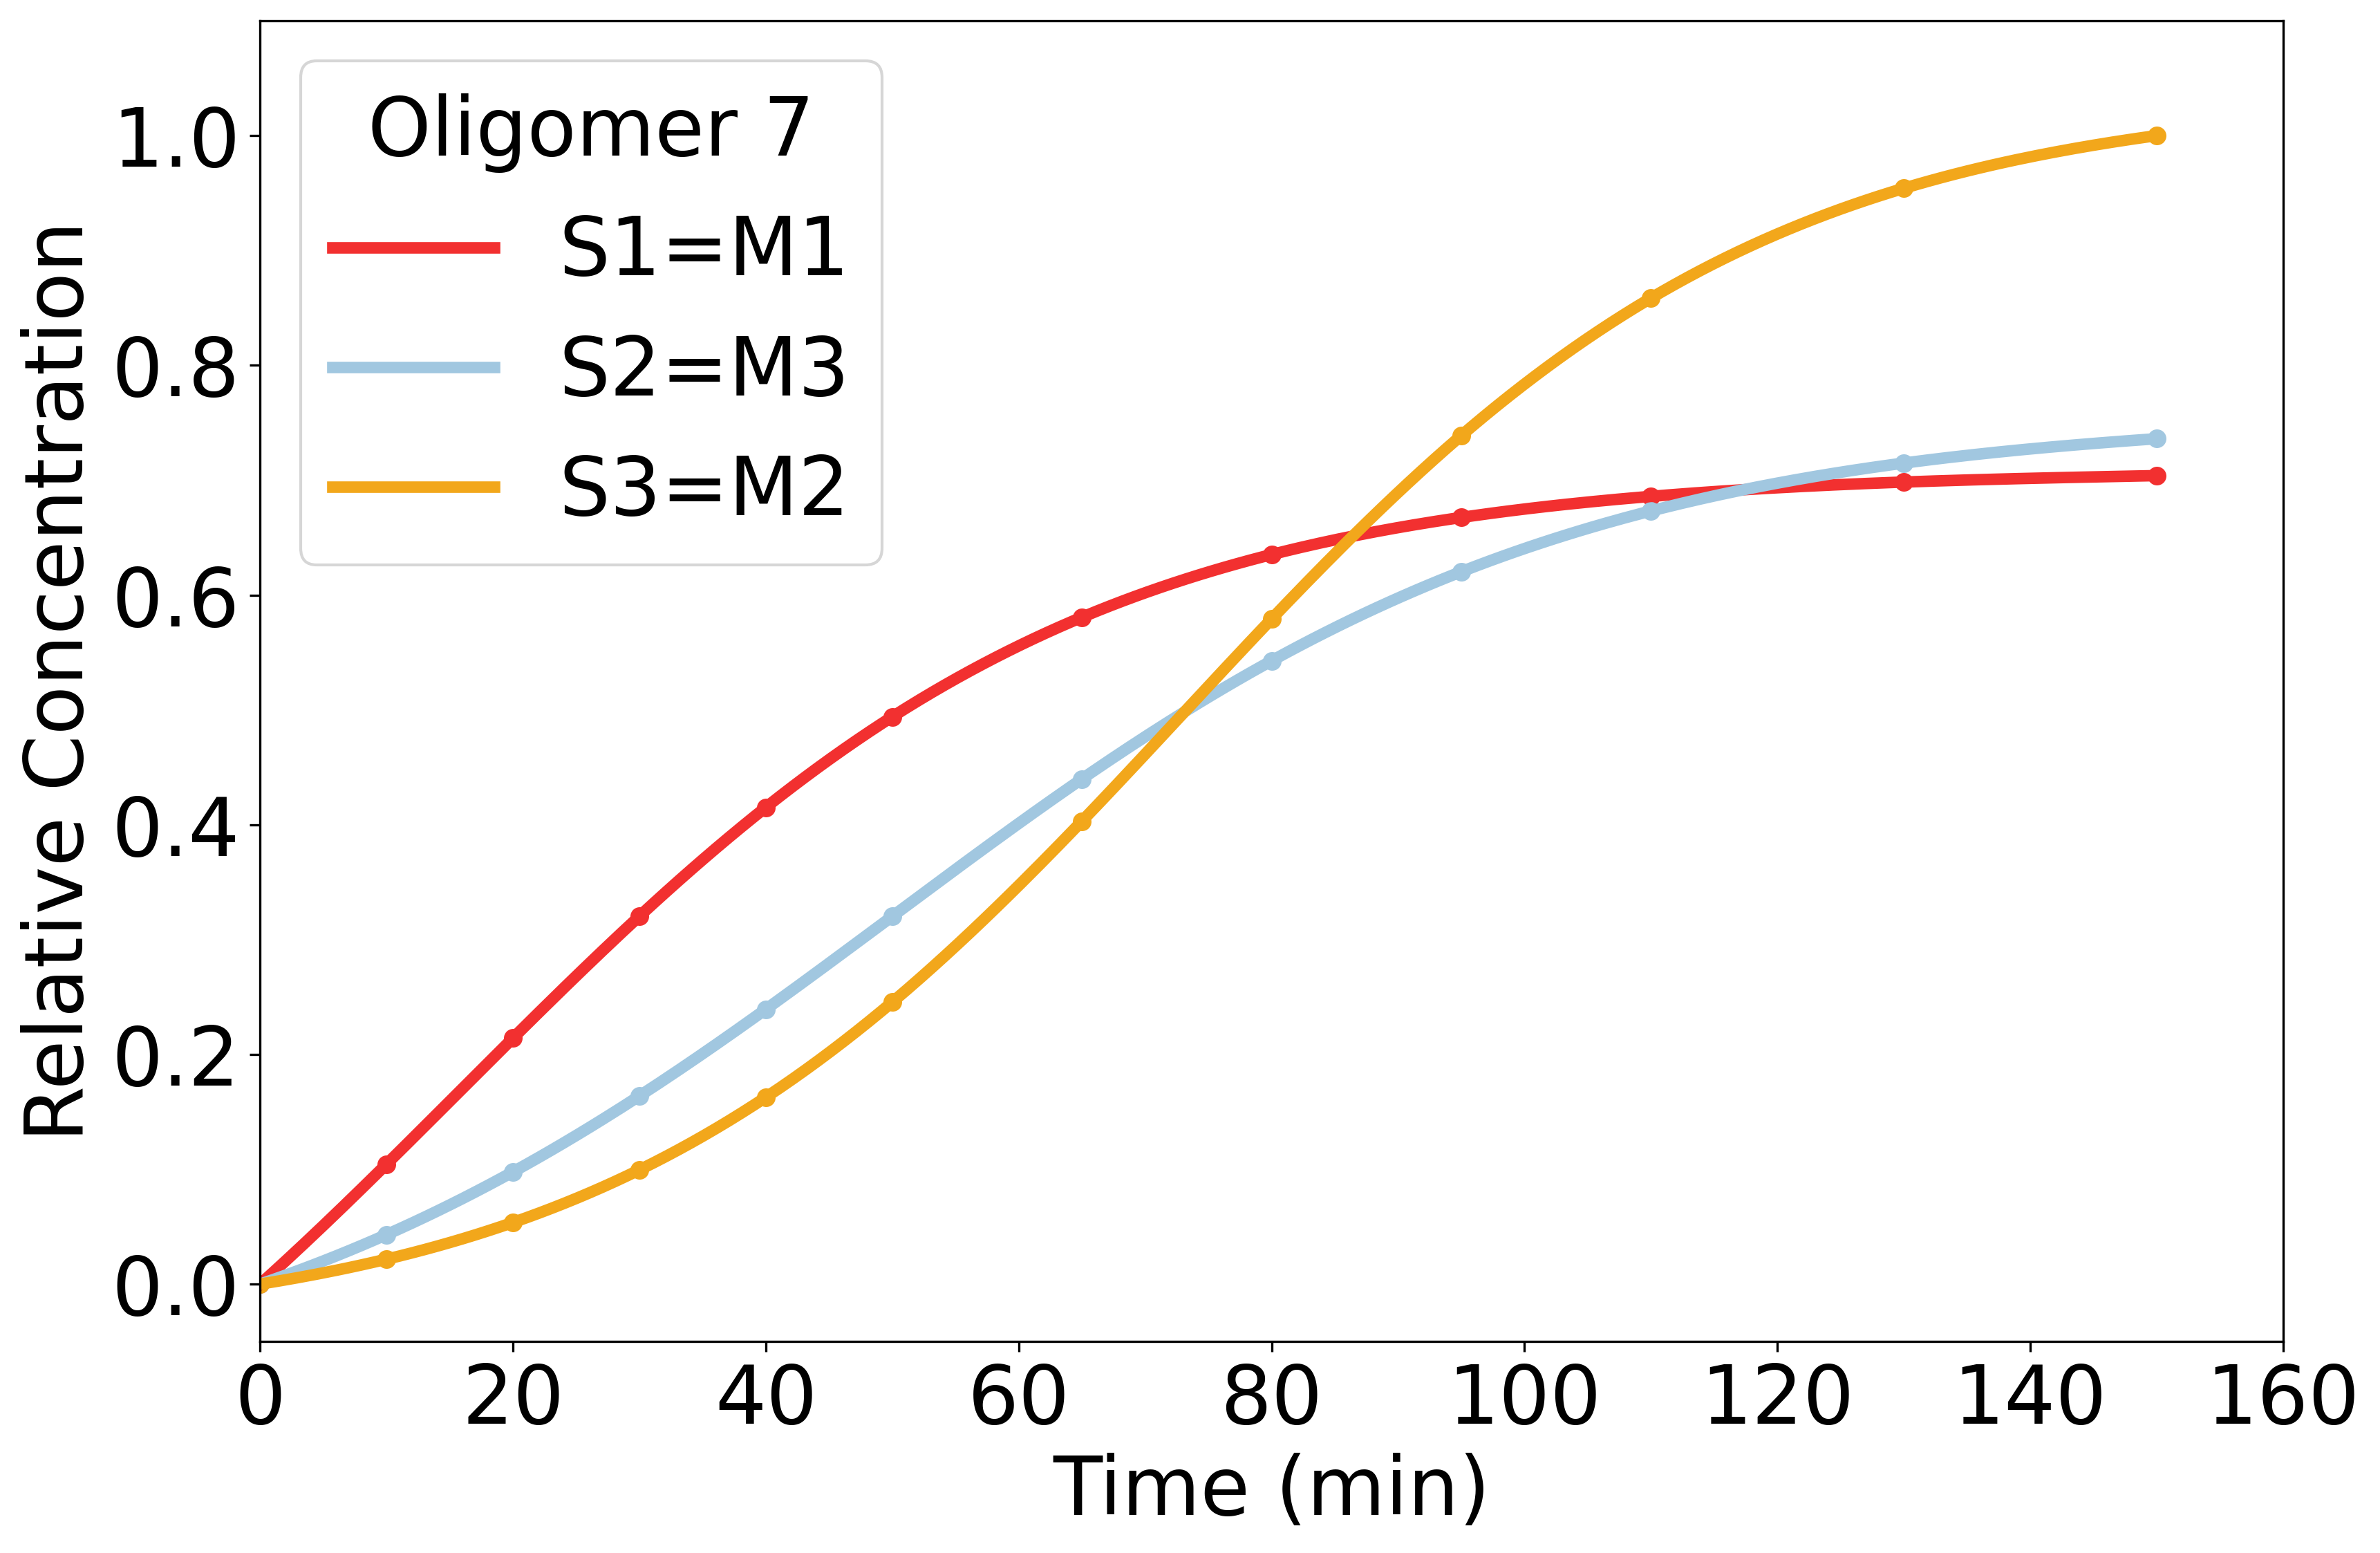 Oligomer 7
S1=M1
S2=M3
S3=M2
Relative Concentration
1.0
0.8
0.6
0.4
0.2
0.0
0 20 40 60 80 100 120 140 160
Time (min)